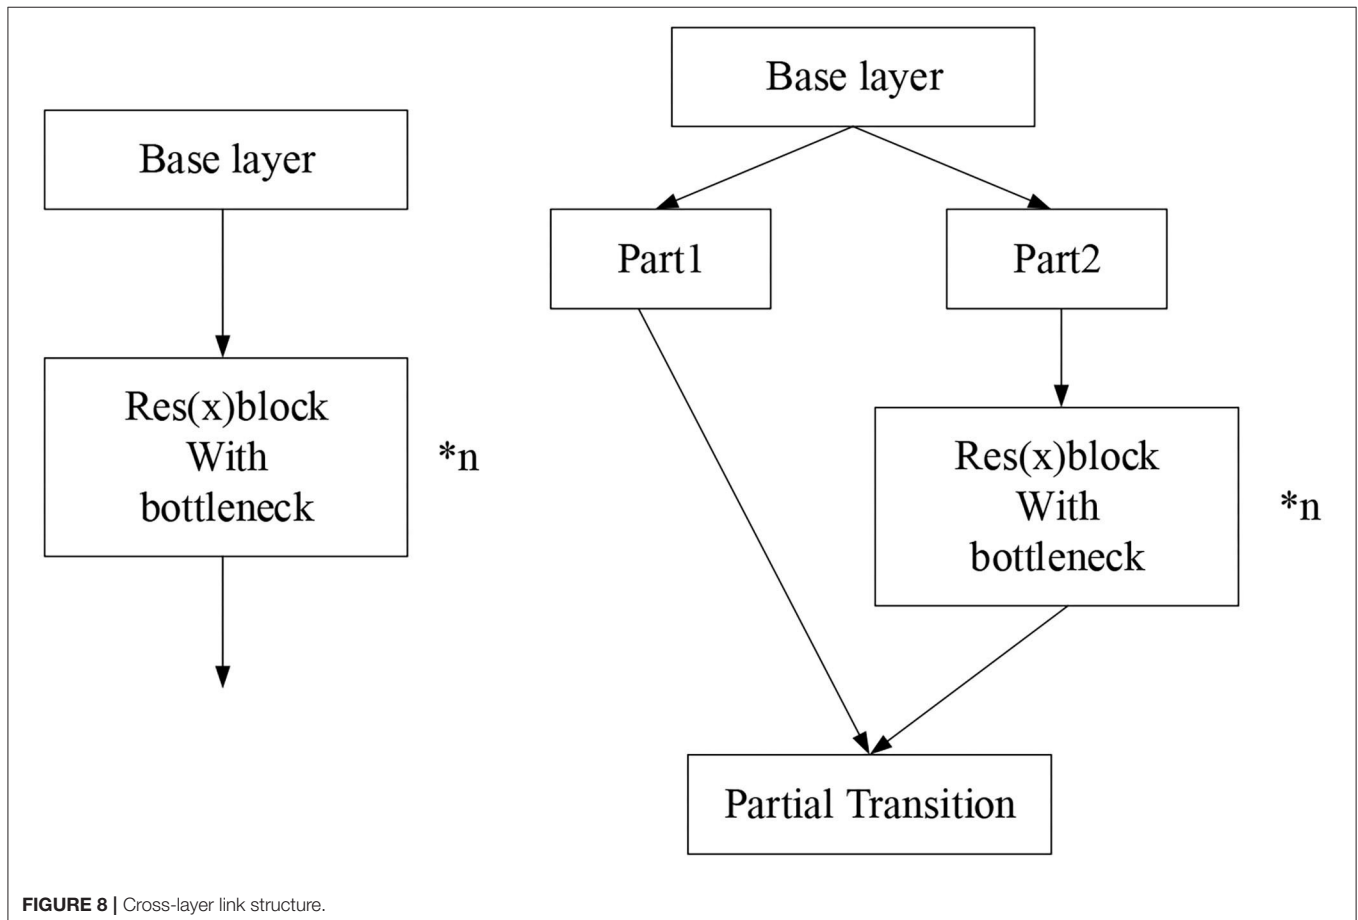 Base layer
Res(x)block
With
bottleneck
*n
Base layer
Part1
Part2
Res(x)block
With
bottleneck
*n
Partial Transition
FIGURE 8 | Cross-layer link structure.